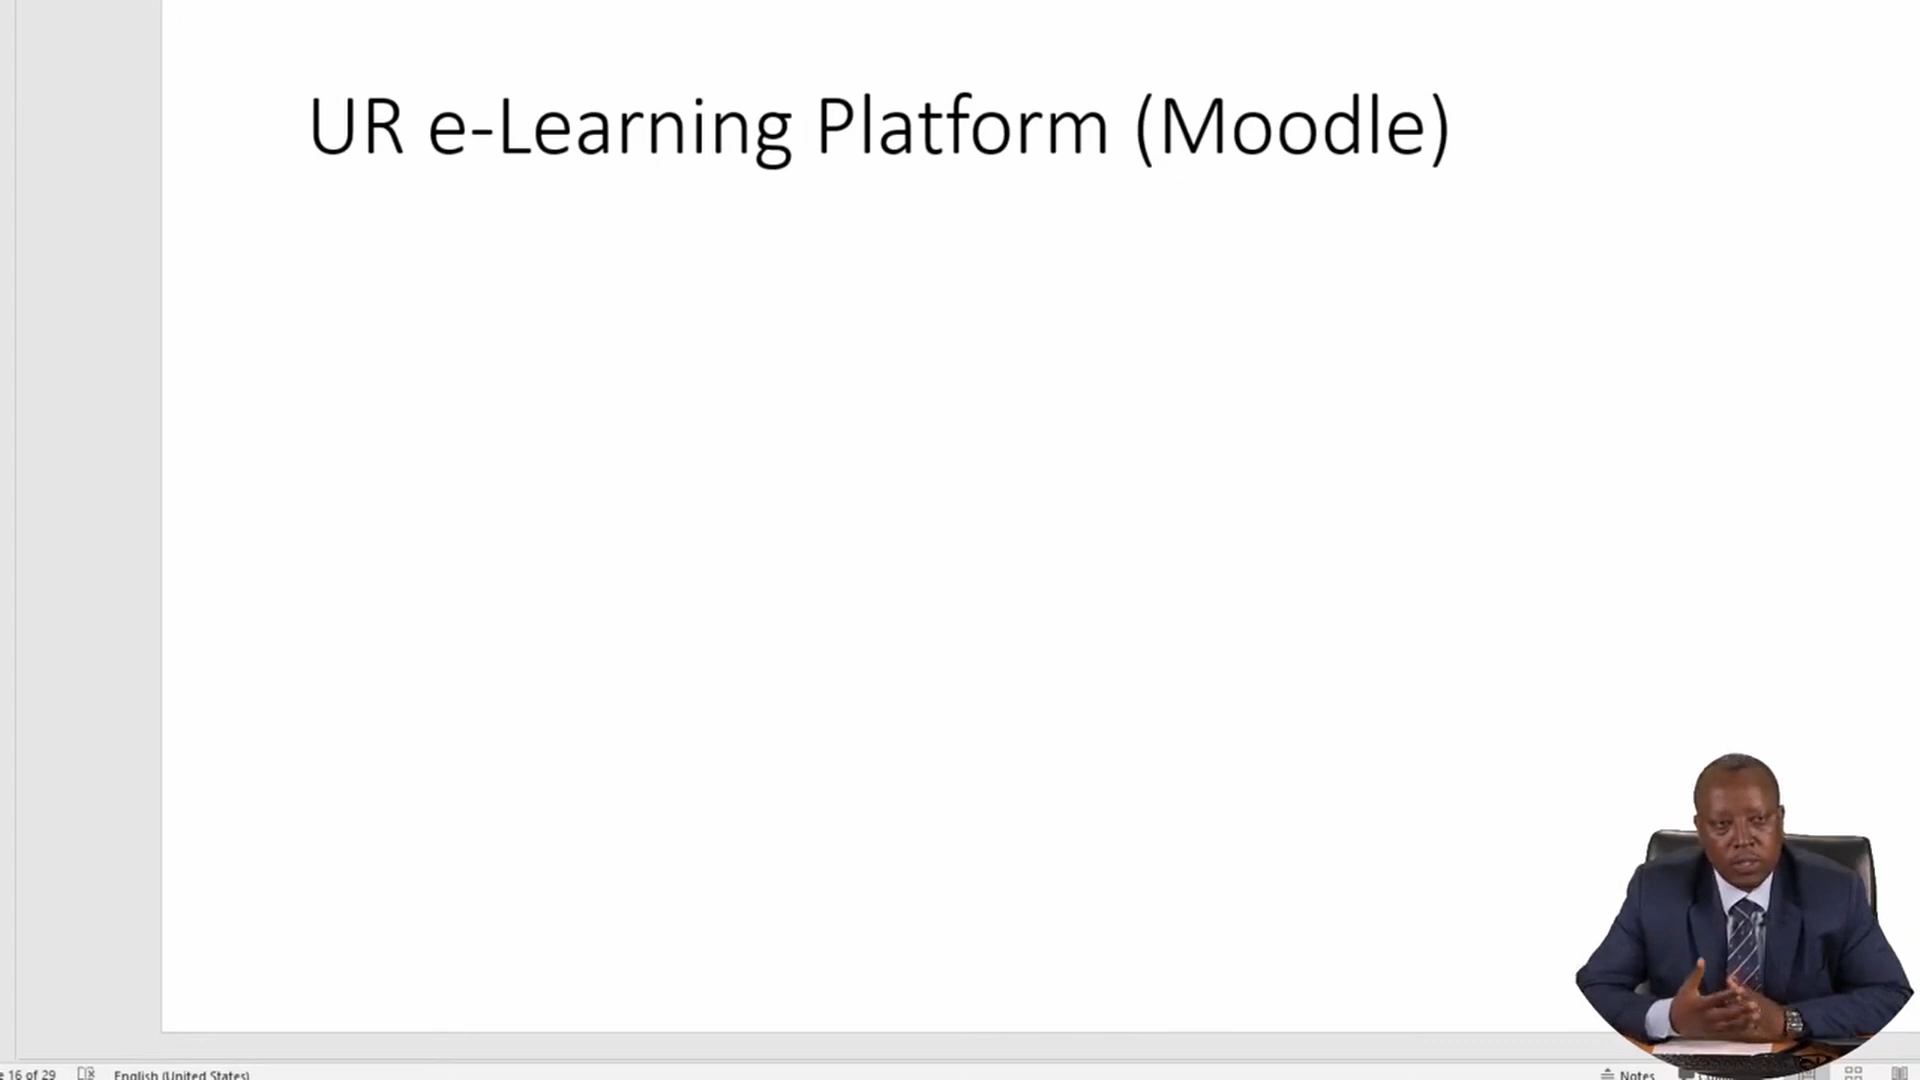 UR e-Learning Platform (Moodle)
16 of 29
English (United States)
Notes